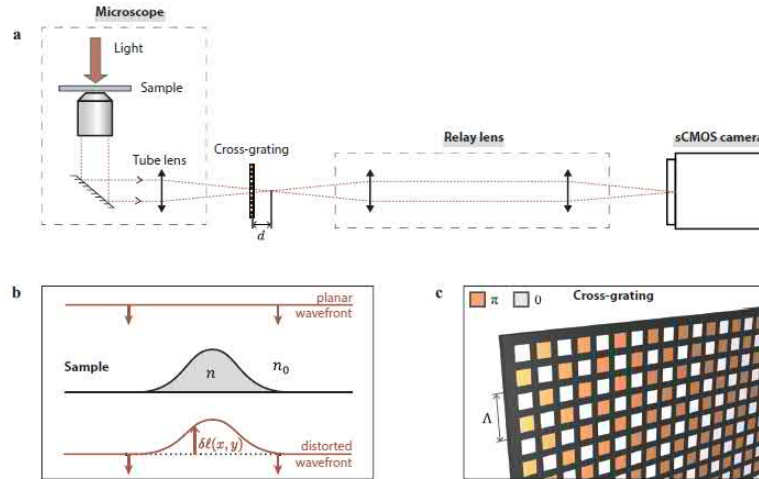 Microscope
a
Light
Sample
Tube lens
Cross-grating
Relay lens
sCMOS camera
d
b
planar
wavefront
Sample
n
n₀
δℓ(x, y)
distorted
wavefront
c
π
0
Cross-grating
Λ